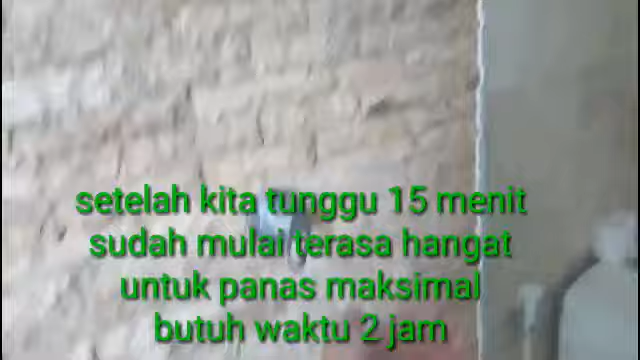 setelah kita tunggu 15 menit
sudah mulai terasa hangat
untuk panas maksimal
butuh waktu 2 jam